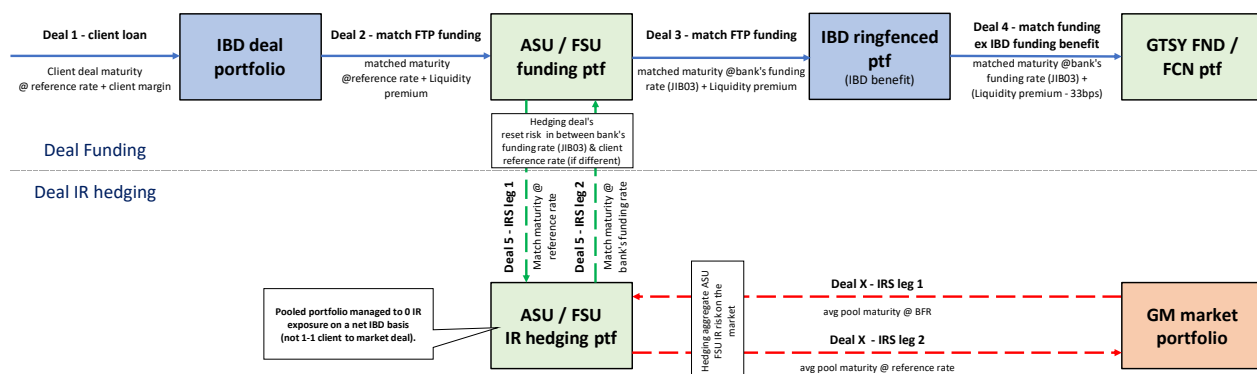 Deal 1 - client loan
Client deal maturity
@ reference rate + client margin
IBD deal
portfolio
Deal 2 - match FTP funding
matched maturity
@reference rate + Liquidity
premium
ASU / FSU
funding ptf
Deal 3 - match FTP funding
matched maturity @bank's funding
rate (JIB03) + Liquidity premium
IBD ringfenced
ptf
(IBD benefit)
Deal 4 - match funding
ex IBD funding benefit
matched maturity @bank's
funding rate (JIB03) +
(Liquidity premium - 33bps)
GTSY FND /
FCN ptf
Hedging deal's
reset risk in between bank's
funding rate (JIB03) & client
reference rate (if different)
Deal Funding
Deal IR hedging
Deal 5 - IRS leg 1
Match maturity @
reference rate
Deal 5 - IRS leg 2
Match maturity @
bank's funding rate
Pooled portfolio managed to 0 IR
exposure on a net IBD basis
(not 1-1 client to market deal).
ASU / FSU
IR hedging ptf
Hedging aggregate ASU
FSU IR risk on the
market
Deal X - IRS leg 1
avg pool maturity @ BFR
Deal X - IRS leg 2
avg pool maturity @ reference rate
GM market
portfolio